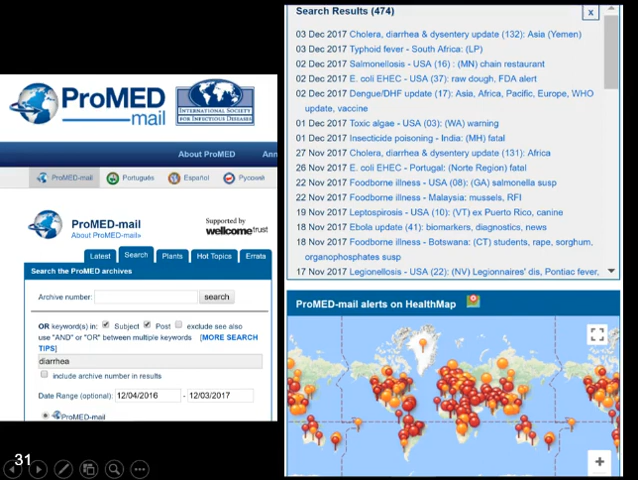 ProMED
mail
INTERNATIONAL SOCIETY
FOR INFECTIOUS DISEASES
About ProMED
Ann
ProMED-mail
Português
Español
Русский
ProMED-mail
About ProMED-mail»
Supported by
wellcometrust
Latest
Search
Plants
Hot Topics
Errata
Search the ProMED archives
Archive number:
search
OR keyword(s) in: Subject Post exclude see also
use "AND" or "OR" between multiple keywords [MORE SEARCH
TIPS]
diarrhea
include archive number in results
Date Range (optional): 12/04/2016 - 12/03/2017
ProMED-mail
31
Search Results (474)
x
03 Dec 2017 Cholera, diarrhea & dysentery update (132): Asia (Yemen)
03 Dec 2017 Typhoid fever - South Africa: (LP)
02 Dec 2017 Salmonellosis - USA (16) : (MN) chain restaurant
02 Dec 2017 E. coli EHEC - USA (37): raw dough, FDA alert
02 Dec 2017 Dengue/DHF update (17): Asia, Africa, Pacific, Europe, WHO
update, vaccine
01 Dec 2017 Toxic algae - USA (03): (WA) warning
01 Dec 2017 Insecticide poisoning - India: (MH) fatal
27 Nov 2017 Cholera, diarrhea & dysentery update (131): Africa
26 Nov 2017 E. coli EHEC - Portugal: (Norte Region) fatal
22 Nov 2017 Foodborne illness - USA (08): (GA) salmonella susp
22 Nov 2017 Foodborne illness - Malaysia: mussels, RFI
19 Nov 2017 Leptospirosis - USA (10): (VT) ex Puerto Rico, canine
18 Nov 2017 Ebola update (41): biomarkers, diagnostics, news
18 Nov 2017 Foodborne illness - Botswana: (CT) students, rape, sorghum,
organophosphates susp
17 Nov 2017 Legionellosis - USA (22): (NV) Legionnaires' dis, Pontiac fever,
ProMED-mail alerts on HealthMap
+